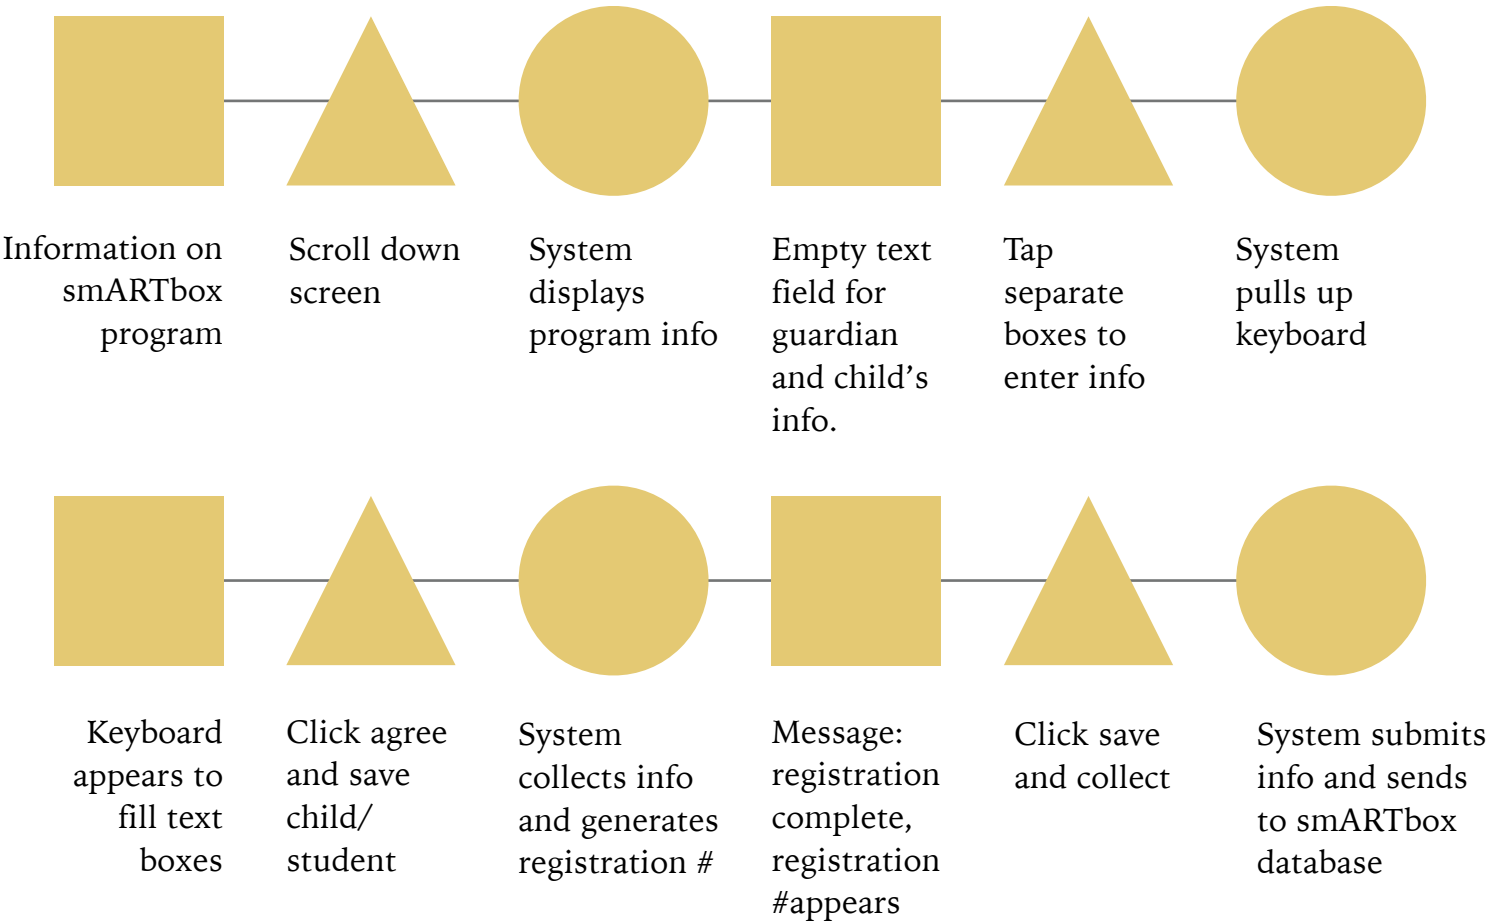 Information on
smARTbox
program
Scroll down
screen
System
displays
program info
Empty text
field for
guardian
and child’s
info.
Tap
separate
boxes to
enter info
System
pulls up
keyboard
Keyboard
appears to
fill text
boxes
Click agree
and save
child/
student
System
collects info
and generates
registration #
Message:
registration
complete,
registration
#appears
Click save
and collect
System submits
info and sends
to smARTbox
database